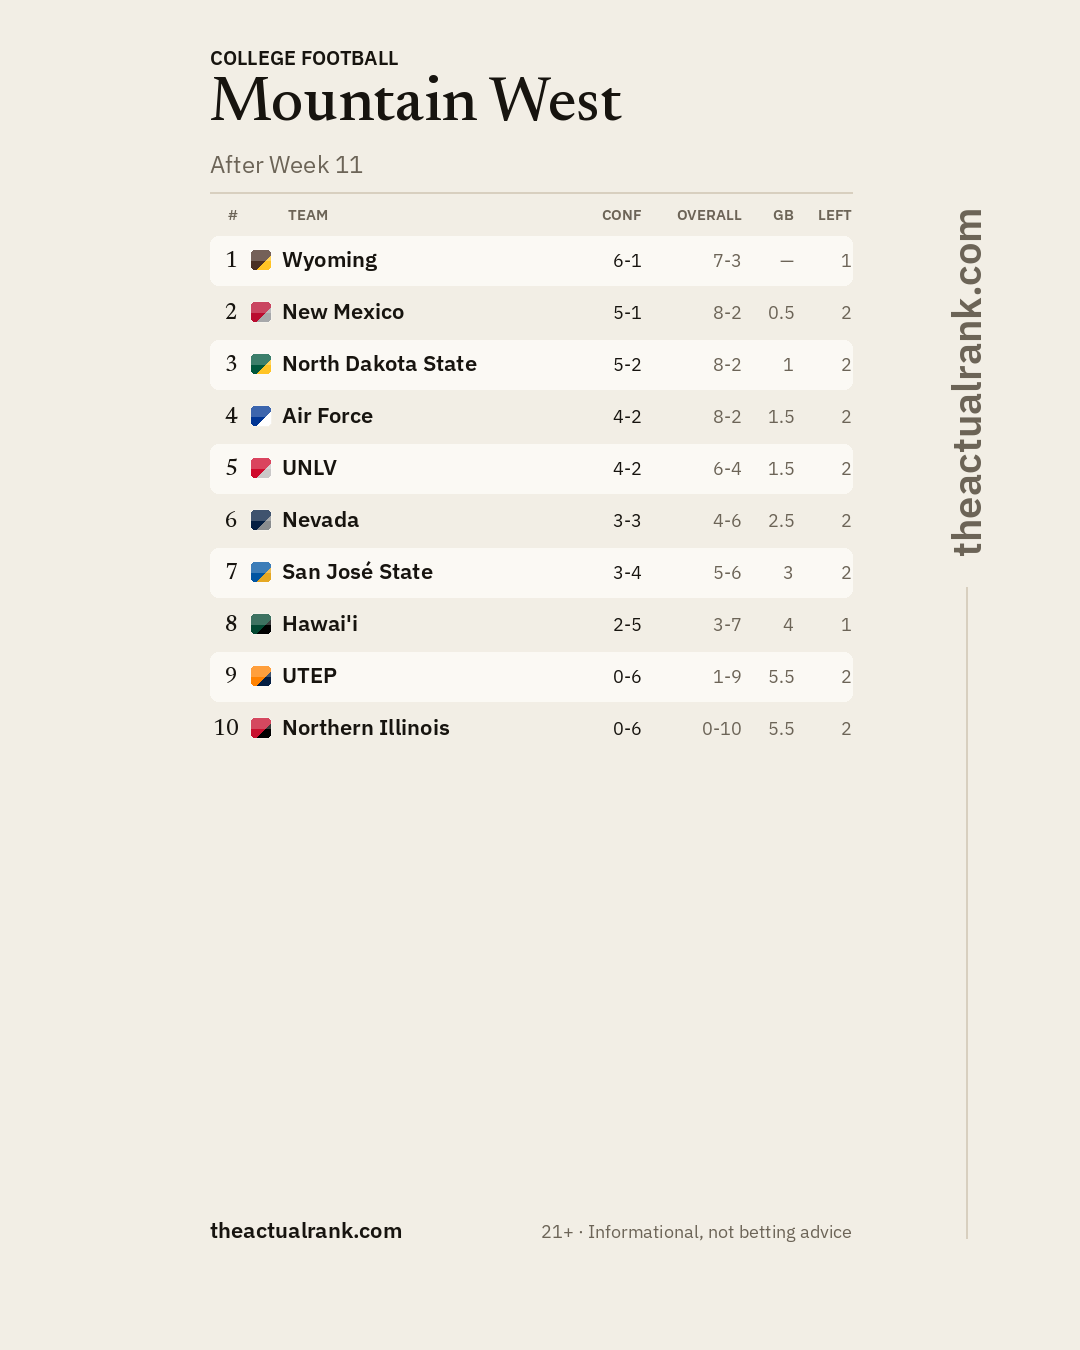 COLLEGE FOOTBALL
Mountain West
After Week 11
# TEAM CONF OVERALL GB LEFT
1 Wyoming 6-1 7-3 — 1
2 New Mexico 5-1 8-2 0.5 2
3 North Dakota State 5-2 8-2 1 2
4 Air Force 4-2 8-2 1.5 2
5 UNLV 4-2 6-4 1.5 2
6 Nevada 3-3 4-6 2.5 2
7 San José State 3-4 5-6 3 2
8 Hawai'i 2-5 3-7 4 1
9 UTEP 0-6 1-9 5.5 2
10 Northern Illinois 0-6 0-10 5.5 2
theactualrank.com 21+ · Informational, not betting advice
theactualrank.com